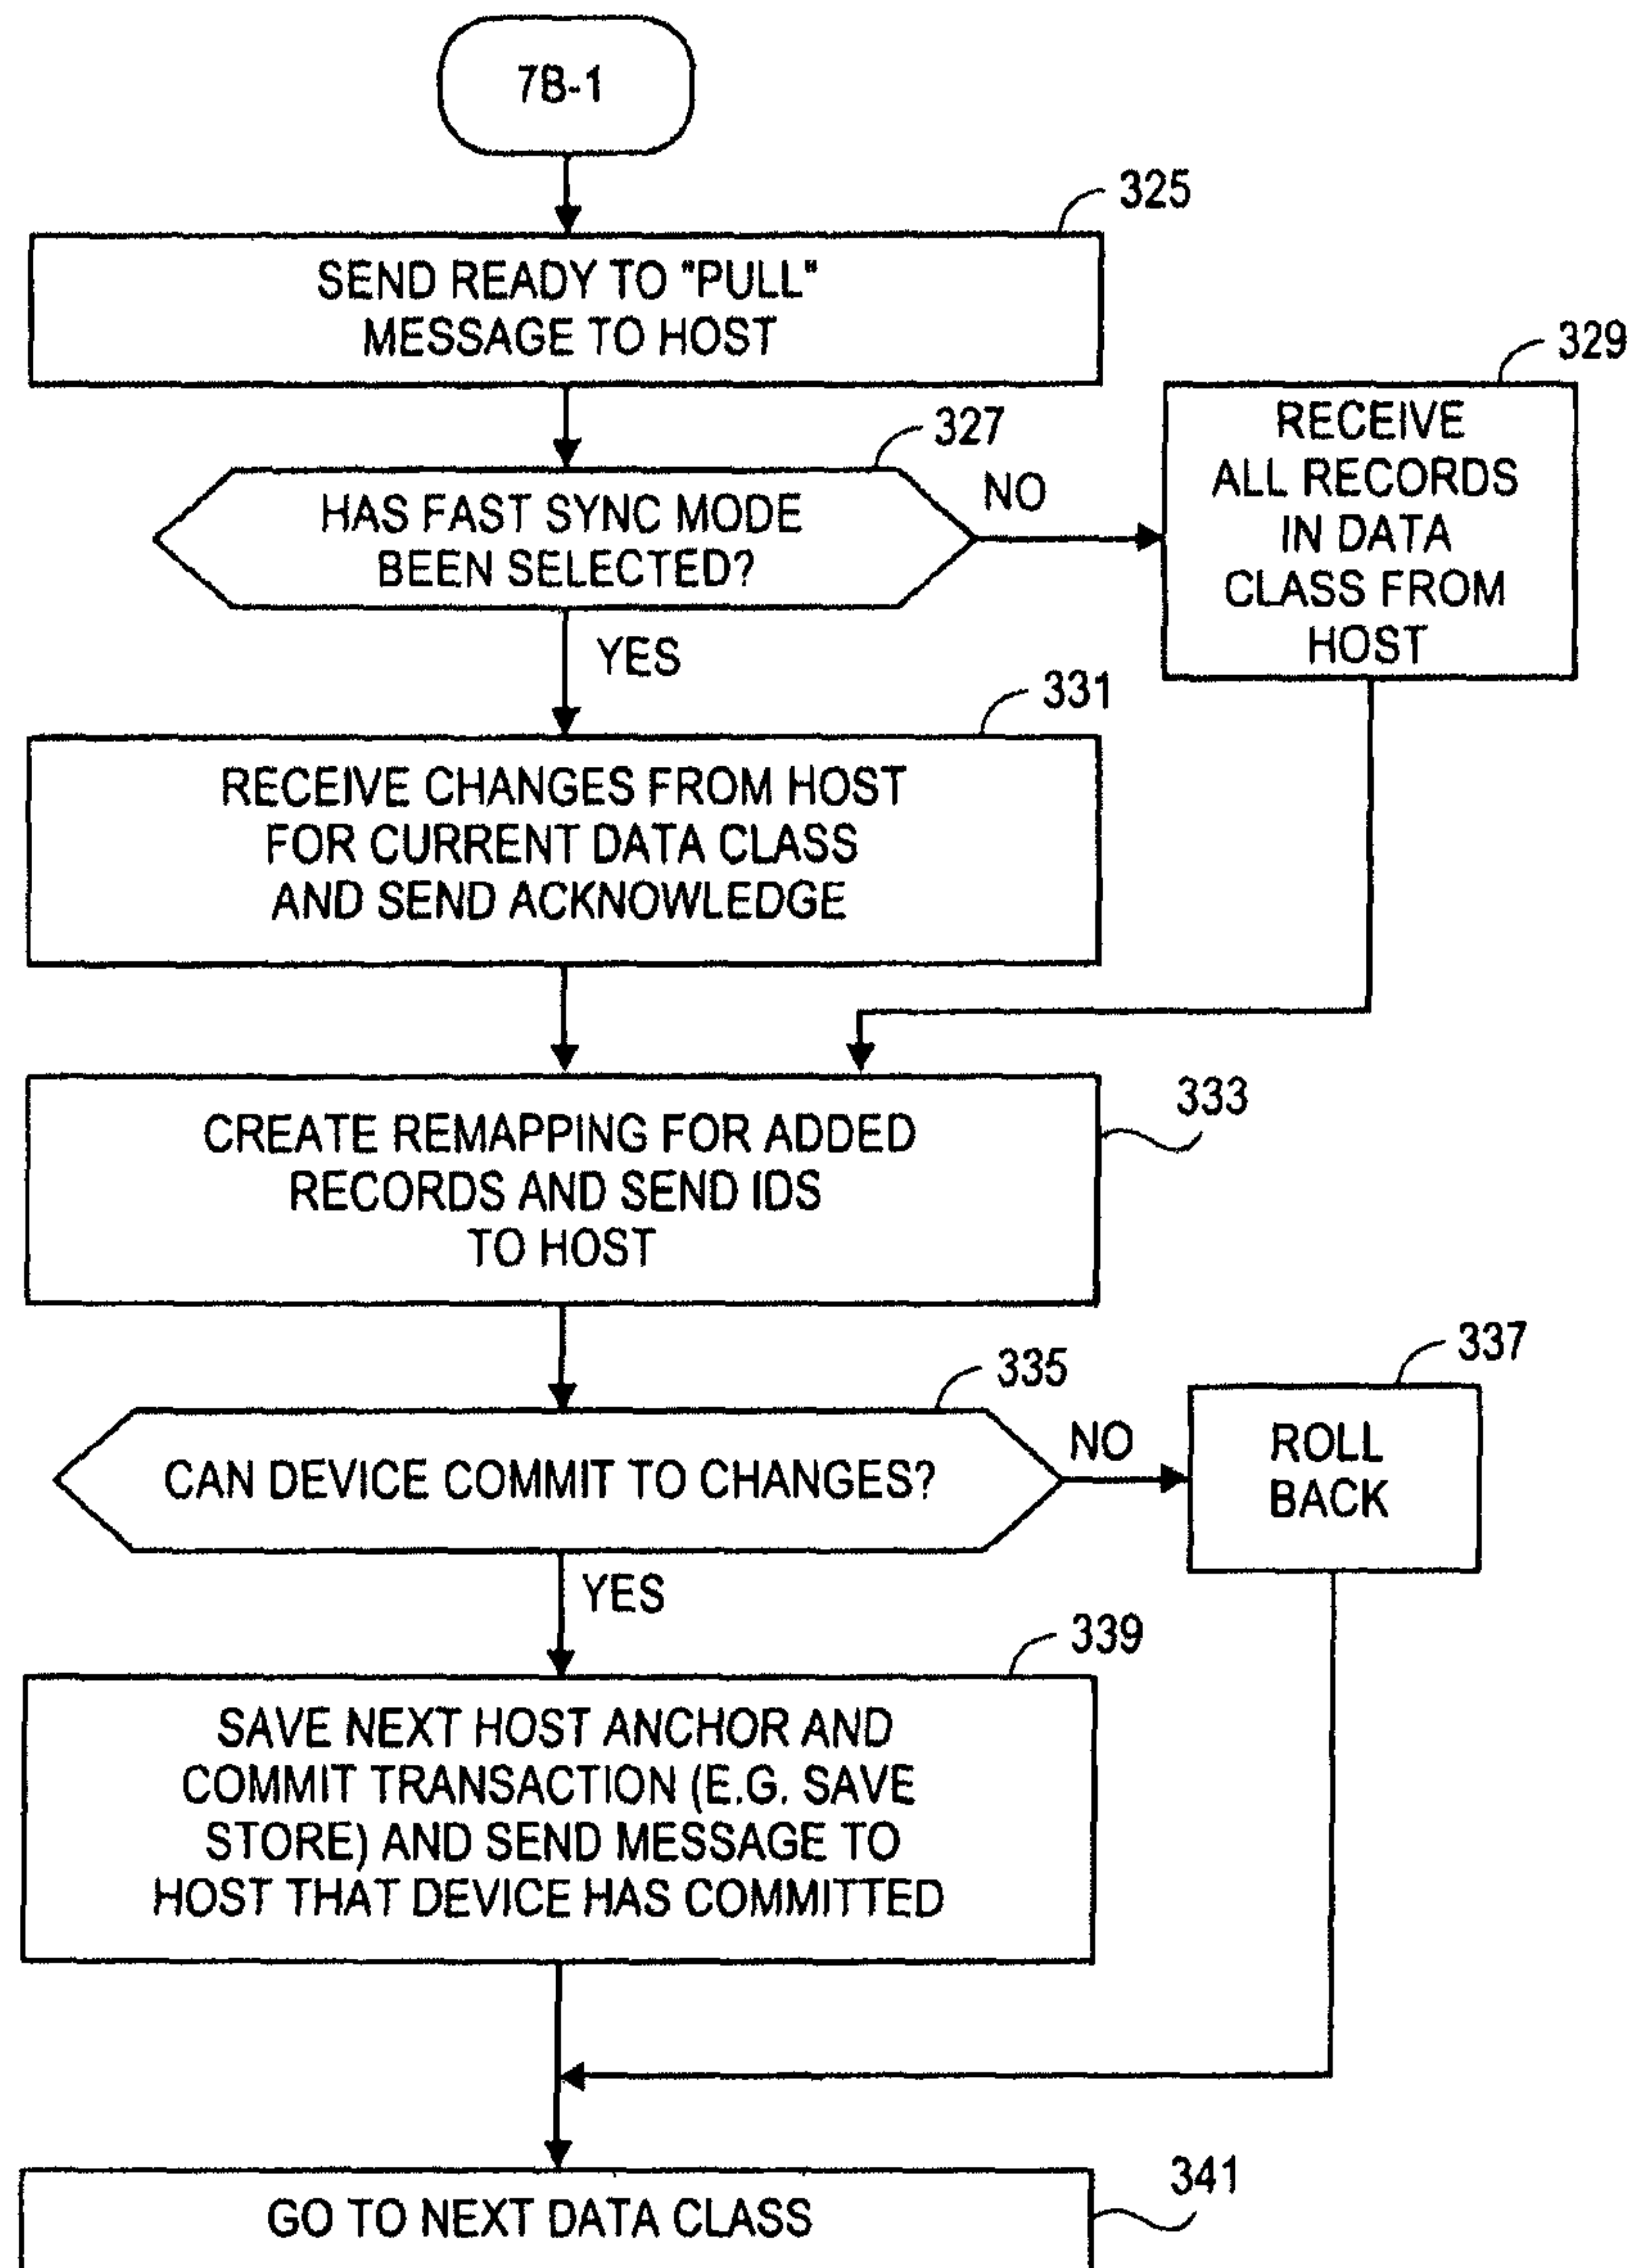 7B-1
325
SEND READY TO "PULL"
MESSAGE TO HOST
329
327
HAS FAST SYNC MODE
BEEN SELECTED?
NO
RECEIVE
ALL RECORDS
IN DATA
CLASS FROM
HOST
YES
331
RECEIVE CHANGES FROM HOST
FOR CURRENT DATA CLASS
AND SEND ACKNOWLEDGE
333
CREATE REMAPPING FOR ADDED
RECORDS AND SEND IDS
TO HOST
335
CAN DEVICE COMMIT TO CHANGES?
NO
337
ROLL
BACK
YES
339
SAVE NEXT HOST ANCHOR AND
COMMIT TRANSACTION (E.G. SAVE
STORE) AND SEND MESSAGE TO
HOST THAT DEVICE HAS COMMITTED
341
GO TO NEXT DATA CLASS